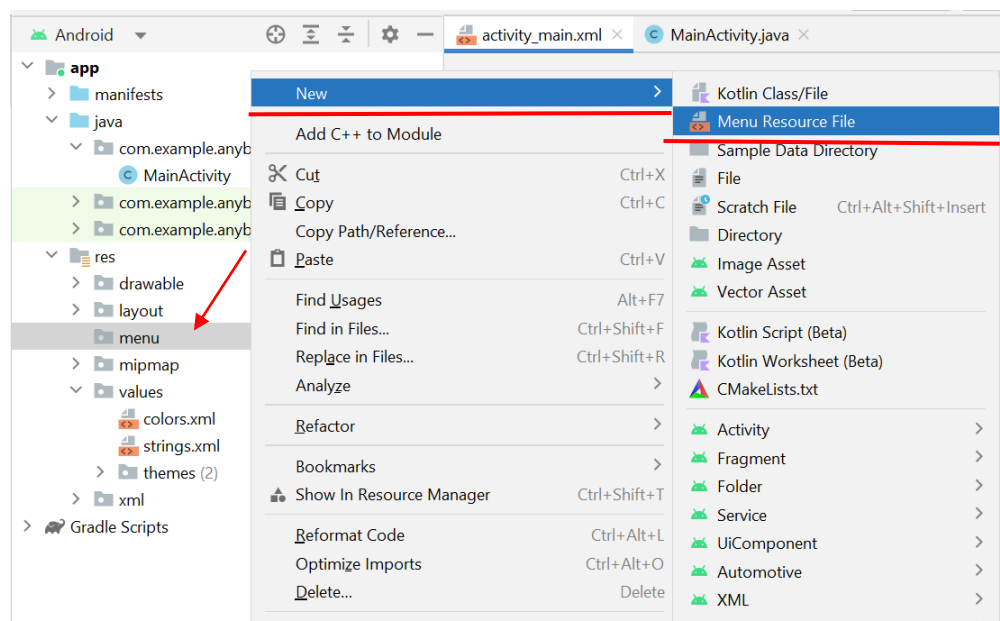 Android
activity_main.xml
MainActivity.java
app
manifests
java
com.example.anyb
MainActivity
com.example.anyb
com.example.anyb
res
drawable
layout
menu
mipmap
values
colors.xml
strings.xml
themes (2)
xml
Gradle Scripts
New
Add C++ to Module
Cut Ctrl+X
Copy Ctrl+C
Copy Path/Reference...
Paste Ctrl+V
Find Usages Alt+F7
Find in Files... Ctrl+Shift+F
Replace in Files... Ctrl+Shift+R
Analyze
Refactor
Bookmarks
Show In Resource Manager Ctrl+Shift+T
Reformat Code Ctrl+Alt+L
Optimize Imports Ctrl+Alt+O
Delete... Delete
Kotlin Class/File
Menu Resource File
Sample Data Directory
File
Scratch File Ctrl+Alt+Shift+Insert
Directory
Image Asset
Vector Asset
Kotlin Script (Beta)
Kotlin Worksheet (Beta)
CMakeLists.txt
Activity
Fragment
Folder
Service
UiComponent
Automotive
XML